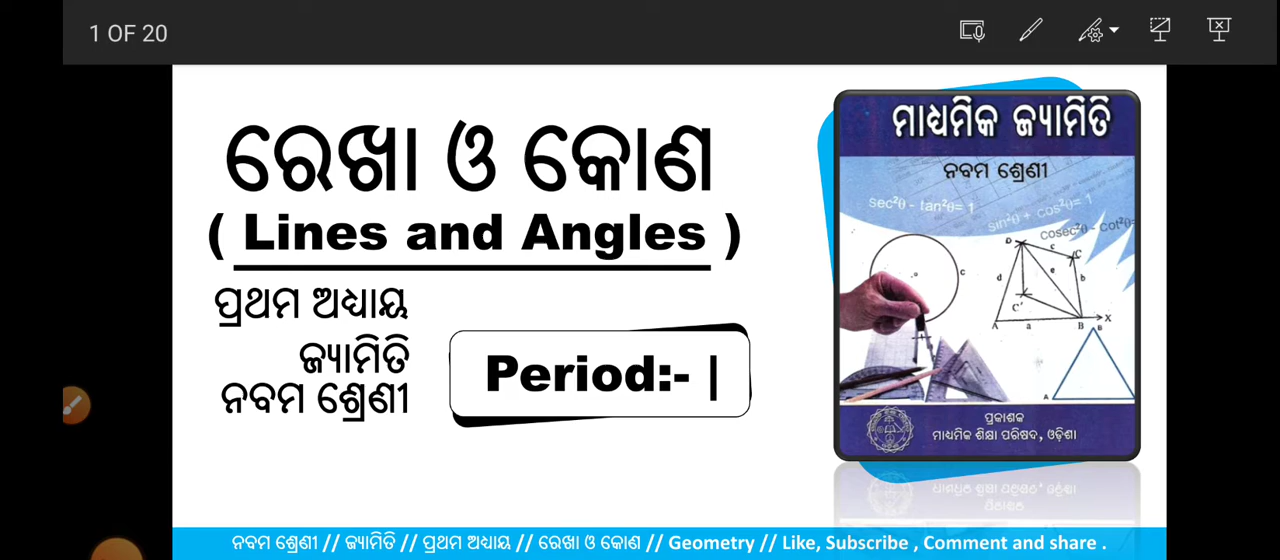 1 OF 20
ରେଖା ଓ କୋଣ
( Lines and Angles )
ପ୍ରଥମ ଅଧ୍ୟାୟ
ଜ୍ୟାମିତି
ନବମ ଶ୍ରେଣୀ
Period:- |
ମାଧ୍ୟମିକ ଜ୍ୟାମିତି
ନବମ ଶ୍ରେଣୀ
sec²θ - tan²θ= 1
sin²θ + cos²θ= 1
cosec²θ - cot²θ=
D c C
c d e b
C'
A a B X
B
A
ପ୍ରକାଶକ
ମାଧ୍ୟମିକ ଶିକ୍ଷା ପରିଷଦ, ଓଡ଼ିଶା
ନବମ ଶ୍ରେଣୀ // ଜ୍ୟାମିତି // ପ୍ରଥମ ଅଧ୍ୟାୟ // ରେଖା ଓ କୋଣ // Geometry // Like, Subscribe , Comment and share .